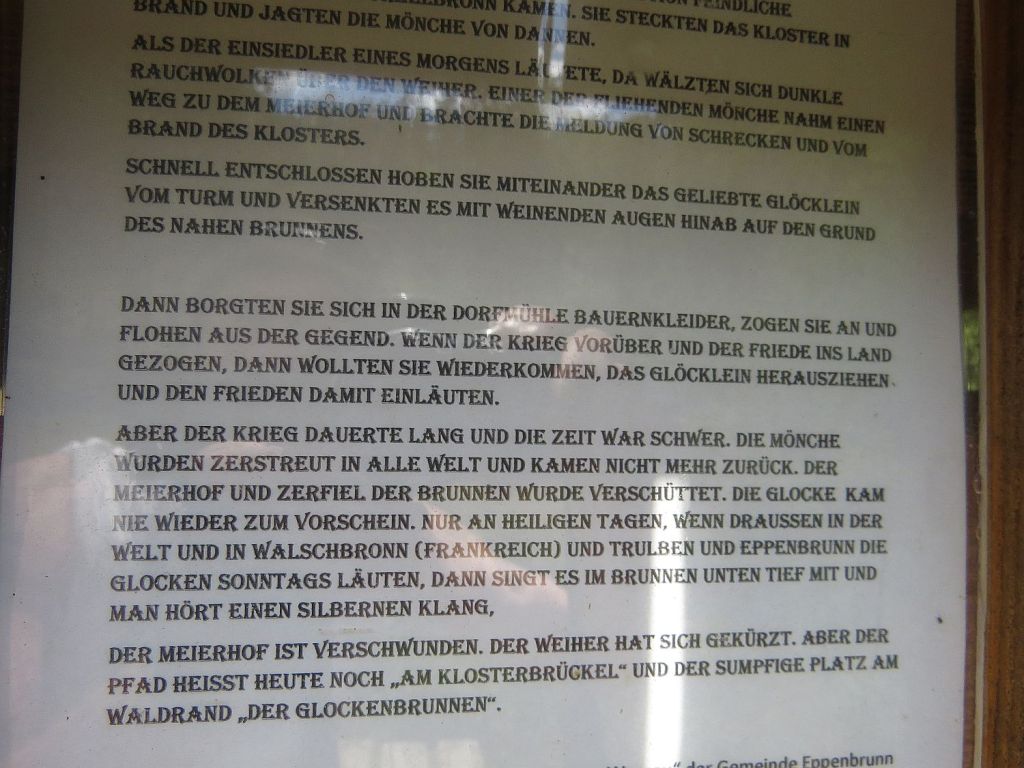 KAMEN. SIE STECKTEN DAS KLOSTER IN
BRAND UND JAGTEN DIE MÖNCHE VON DANNEN.
ALS DER EINSIEDLER EINES MORGENS LÄUTETE, DA WÄLZTEN SICH DUNKLE
RAUCHWOLKEN ÜBER DEN WEIHER. EINER DER FLIEHENDEN MÖNCHE NAHM EINEN
WEG ZU DEM MEIERHOF UND BRACHTE DIE MELDUNG VON SCHRECKEN UND VOM
BRAND DES KLOSTERS.
SCHNELL ENTSCHLOSSEN HOBEN SIE MITEINANDER DAS GELIEBTE GLÖCKLEIN
VOM TURM UND VERSENKTEN ES MIT WEINENDEN AUGEN HINAB AUF DEN GRUND
DES NAHEN BRUNNENS.
DANN BORGTEN SIE SICH IN DER DORFMÜHLE BAUERNKLEIDER, ZOGEN SIE AN UND
FLOHEN AUS DER GEGEND. WENN DER KRIEG VORÜBER UND DER FRIEDE INS LAND
GEZOGEN, DANN WOLLTEN SIE WIEDERKOMMEN, DAS GLÖCKLEIN HERAUSZIEHEN
UND DEN FRIEDEN DAMIT EINLÄUTEN.
ABER DER KRIEG DAUERTE LANG UND DIE ZEIT WAR SCHWER. DIE MÖNCHE
WURDEN ZERSTREUT IN ALLE WELT UND KAMEN NICHT MEHR ZURÜCK. DER
MEIERHOF UND ZERFIEL DER BRUNNEN WURDE VERSCHÜTTET. DIE GLOCKE KAM
NIE WIEDER ZUM VORSCHEIN. NUR AN HEILIGEN TAGEN, WENN DRAUSSEN IN DER
WELT UND IN WALSCHBRONN (FRANKREICH) UND TRULBEN UND EPPENBRUNN DIE
GLOCKEN SONNTAGS LÄUTEN, DANN SINGT ES IM BRUNNEN UNTEN TIEF MIT UND
MAN HÖRT EINEN SILBERNEN KLANG,
DER MEIERHOF IST VERSCHWUNDEN. DER WEIHER HAT SICH GEKÜRZT. ABER DER
PFAD HEISST HEUTE NOCH „AM KLOSTERBRÜCKEL“ UND DER SUMPFIGE PLATZ AM
WALDRAND „DER GLOCKENBRUNNEN“.
der Gemeinde Eppenbrunn